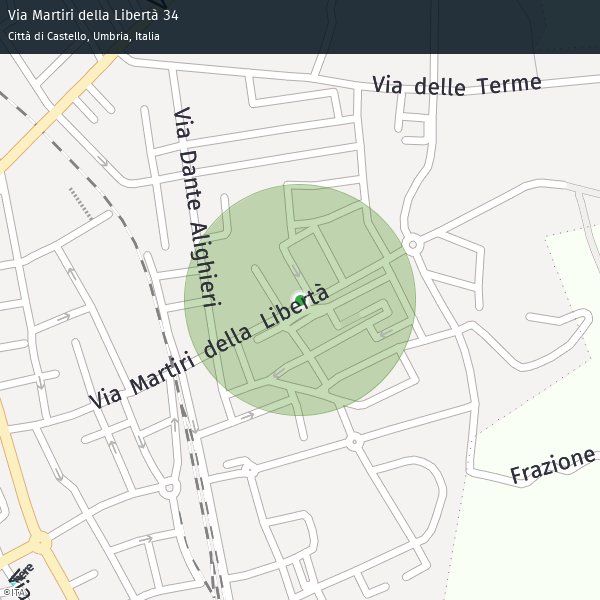 Via Martiri della Libertà 34
Città di Castello, Umbria, Italia
Via delle Terme
Via Dante Alighieri
Via Martiri della Libertà
Frazione